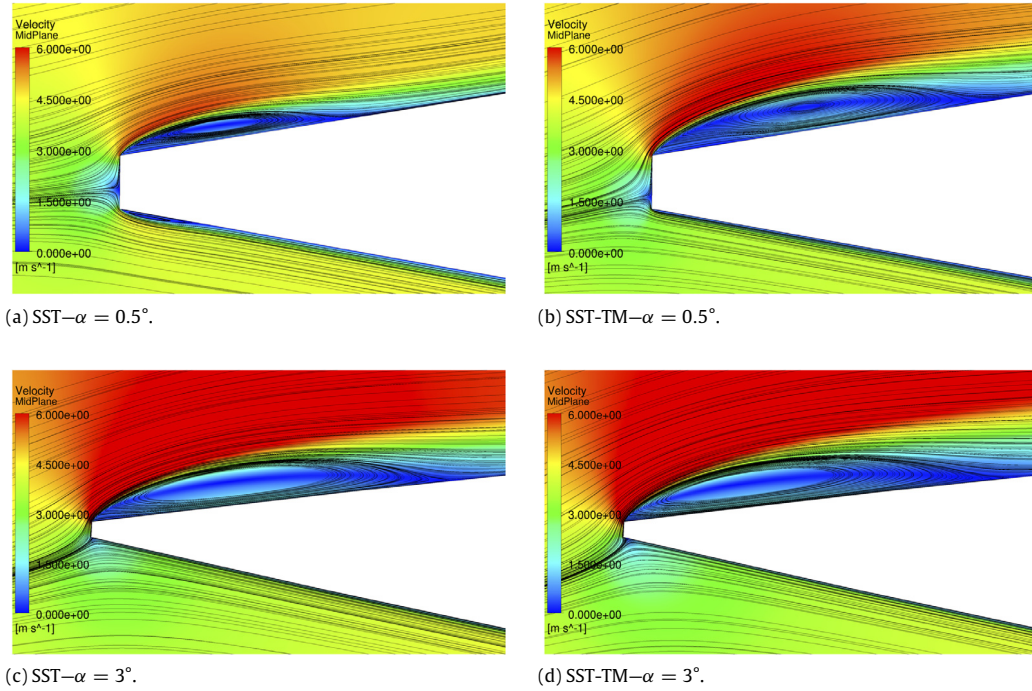 Velocity
MidPlane
6.000e+00
4.500e+00
3.000e+00
1.500e+00
0.000e+00
[m s^-1]
(a) SST–α = 0.5°.
Velocity
MidPlane
6.000e+00
4.500e+00
3.000e+00
1.500e+00
0.000e+00
[m s^-1]
(b) SST-TM–α = 0.5°.
Velocity
MidPlane
6.000e+00
4.500e+00
3.000e+00
1.500e+00
0.000e+00
[m s^-1]
(c) SST–α = 3°.
Velocity
MidPlane
6.000e+00
4.500e+00
3.000e+00
1.500e+00
0.000e+00
[m s^-1]
(d) SST-TM–α = 3°.